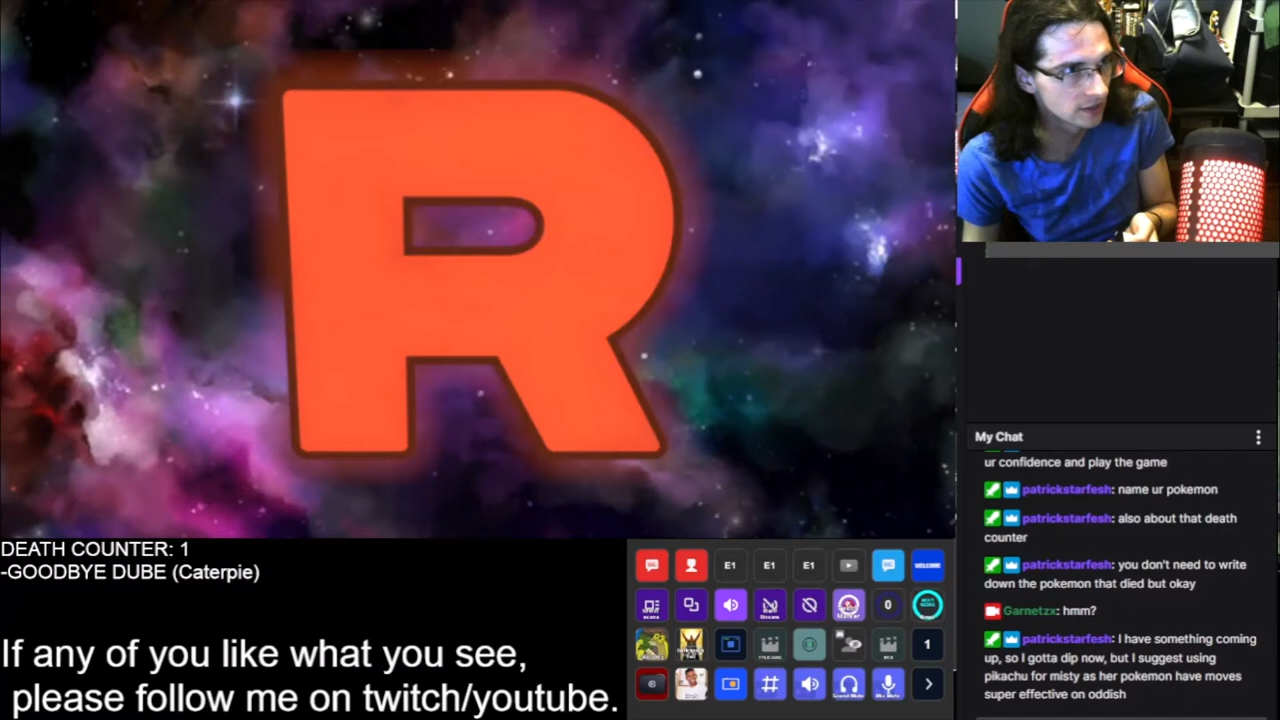 R
DEATH COUNTER: 1
-GOODBYE DUBE (Caterpie)
If any of you like what you see,
please follow me on twitch/youtube.
E1
E1
E1
WELCOME
0
1
My Chat
ur confidence and play the game
patrickstarfesh: name ur pokemon
patrickstarfesh: also about that death
counter
patrickstarfesh: you don't need to write
down the pokemon that died but okay
Garnetzx: hmm?
patrickstarfesh: I have something coming
up, so I gotta dip now, but I suggest using
pikachu for misty as her pokemon have moves
super effective on oddish